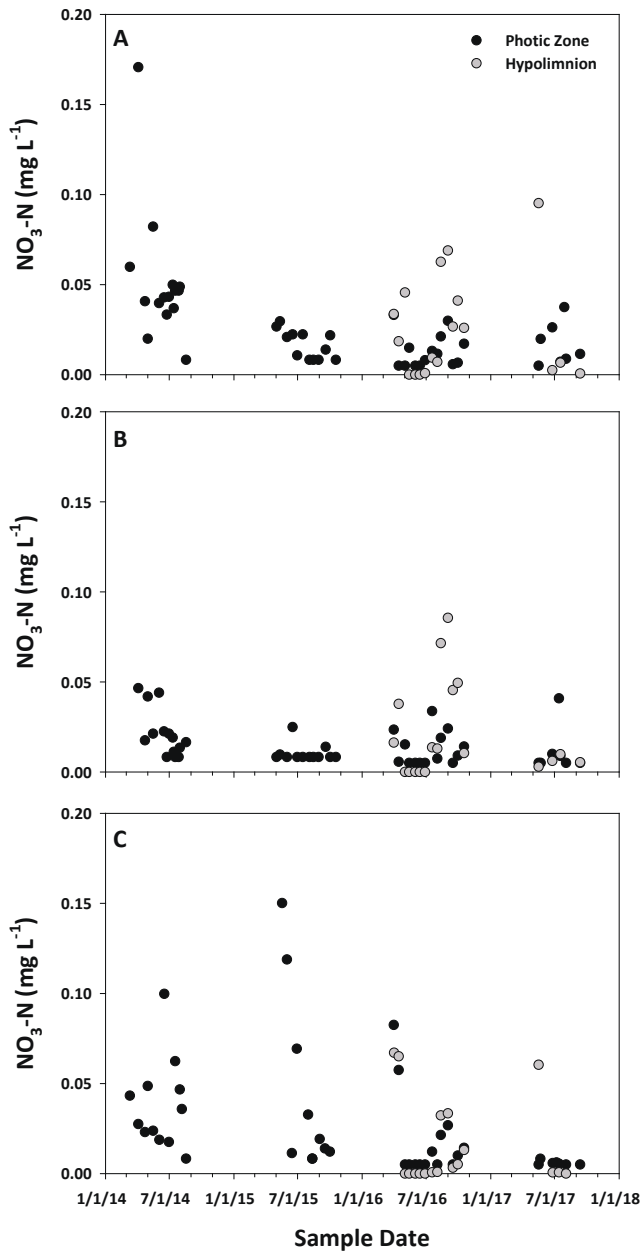 0.20
A
Photic Zone
Hypolimnion
0.15
0.10
0.05
0.00
NO₃-N (mg L⁻¹)
0.20
B
0.15
0.10
0.05
0.00
NO₃-N (mg L⁻¹)
0.20
C
0.15
0.10
0.05
0.00
NO₃-N (mg L⁻¹)
1/1/14 7/1/14 1/1/15 7/1/15 1/1/16 7/1/16 1/1/17 7/1/17 1/1/18
Sample Date